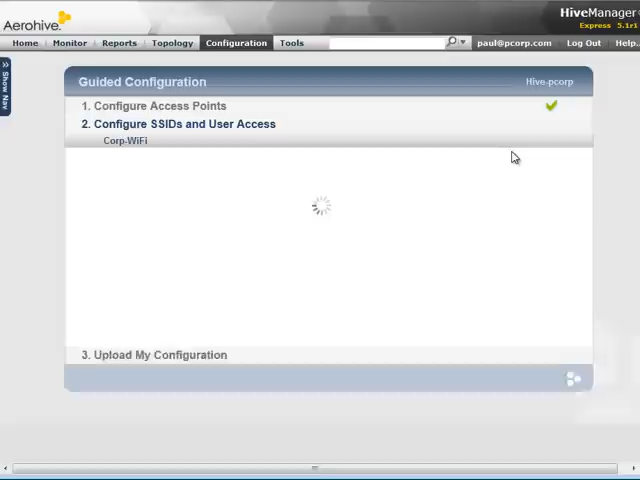 Aerohive
HiveManager
Express 5.1r1
Home Monitor Reports Topology Configuration Tools paul@pcorp.com Log Out Help..
Show Nav
Guided Configuration Hive-pcorp
1. Configure Access Points
2. Configure SSIDs and User Access
Corp-WiFi
3. Upload My Configuration